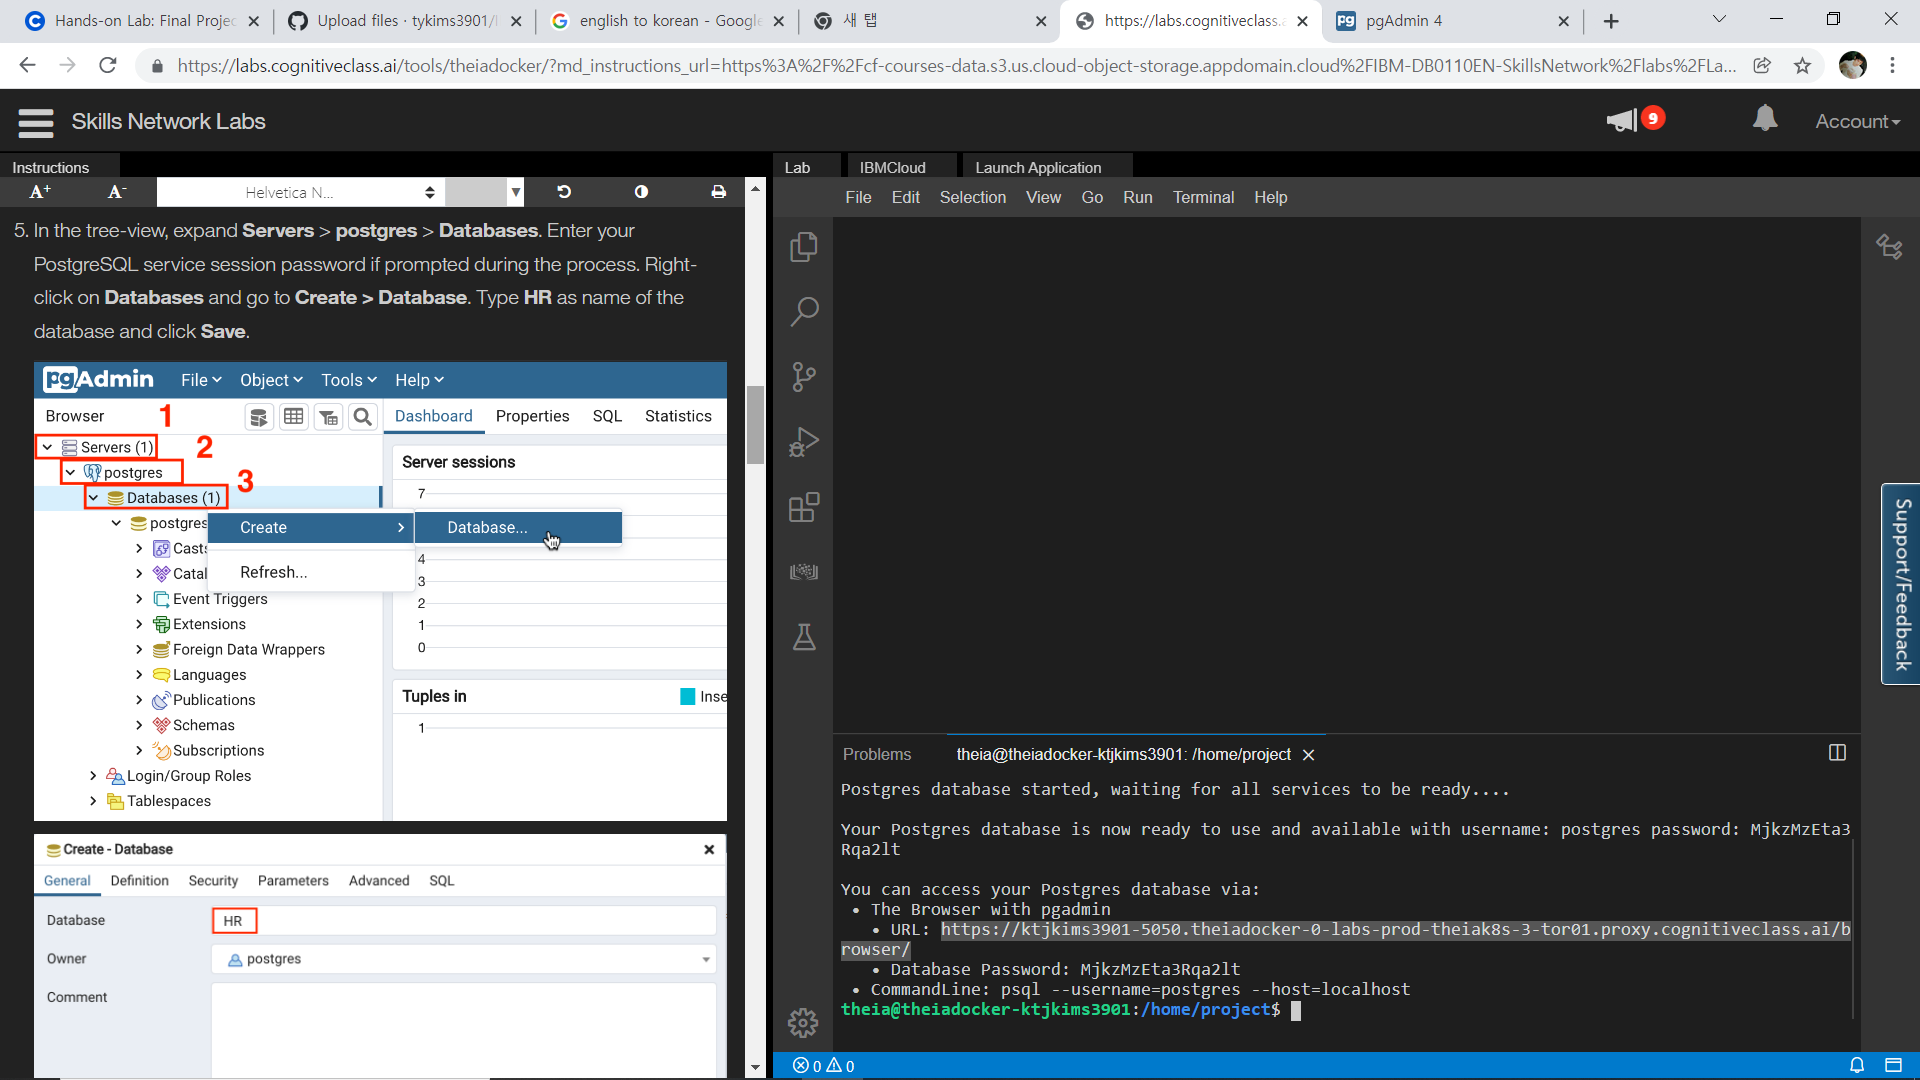 Hands-on Lab: Final Projec
Upload files · tykims3901/
english to korean - Google
새 탭
https://labs.cognitiveclass.a
pgAdmin 4
https://labs.cognitiveclass.ai/tools/theiadocker/?md_instructions_url=https%3A%2F%2Fcf-courses-data.s3.us.cloud-object-storage.appdomain.cloud%2FIBM-DB0110EN-SkillsNetwork%2Flabs%2FLa...
Skills Network Labs
9
Account
Instructions
Lab
IBMCloud
Launch Application
A+
A-
Helvetica N...
File Edit Selection View Go Run Terminal Help
5. In the tree-view, expand Servers > postgres > Databases. Enter your
PostgreSQL service session password if prompted during the process. Right-
click on Databases and go to Create > Database. Type HR as name of the
database and click Save.
pgAdmin File Object Tools Help
Browser
1
Dashboard Properties SQL Statistics
Servers (1)
2
postgres
3
Databases (1)
Server sessions
7
postgres
Create
Database...
Casts
4
Catal
Refresh...
3
Event Triggers
2
Extensions
1
Foreign Data Wrappers
0
Languages
Publications
Tuples in
Inse
Schemas
1
Subscriptions
Login/Group Roles
Tablespaces
Create - Database
General Definition Security Parameters Advanced SQL
Database
HR
Owner
postgres
Comment
Support/Feedback
Problems
theia@theiadocker-ktjkims3901: /home/project
Postgres database started, waiting for all services to be ready....
Your Postgres database is now ready to use and available with username: postgres password: MjkzMzEta3
Rqa2lt
You can access your Postgres database via:
• The Browser with pgadmin
• URL: https://ktjkims3901-5050.theiadocker-0-labs-prod-theiak8s-3-tor01.proxy.cognitiveclass.ai/b
rowser/
• Database Password: MjkzMzEta3Rqa2lt
• CommandLine: psql --username=postgres --host=localhost
theia@theiadocker-ktjkims3901:/home/project$
0 0